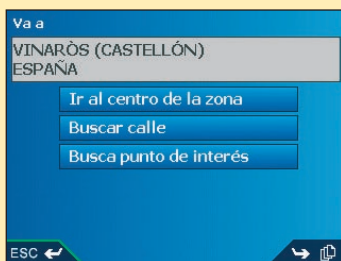 Va a
VINARÒS (CASTELLÓN)
ESPAÑA
Ir al centro de la zona
Buscar calle
Busca punto de interés
ESC